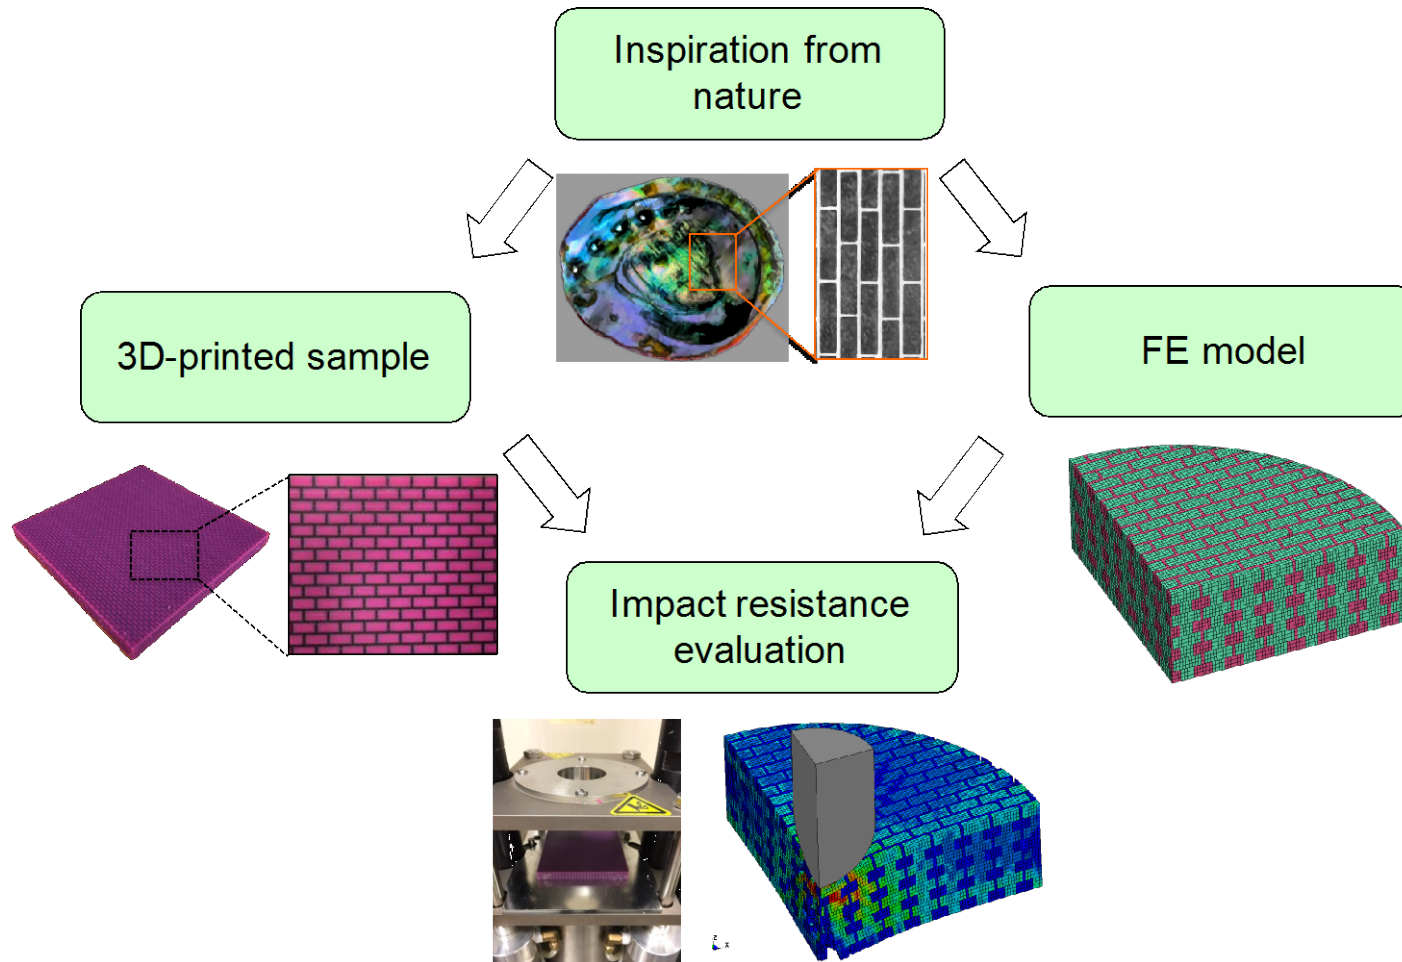 Inspiration from
nature
3D-printed sample
FE model
Impact resistance
evaluation
z
x